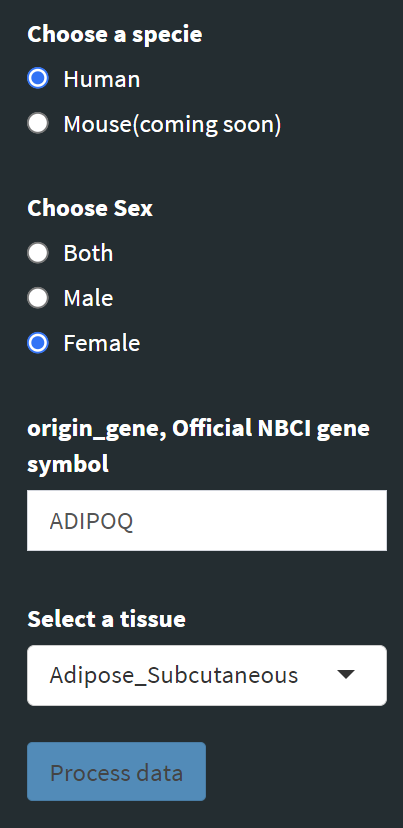 Choose a specie
Human
Mouse(coming soon)
Choose Sex
Both
Male
Female
origin_gene, Official NBCI gene
symbol
ADIPOQ
Select a tissue
Adipose_Subcutaneous
Process data